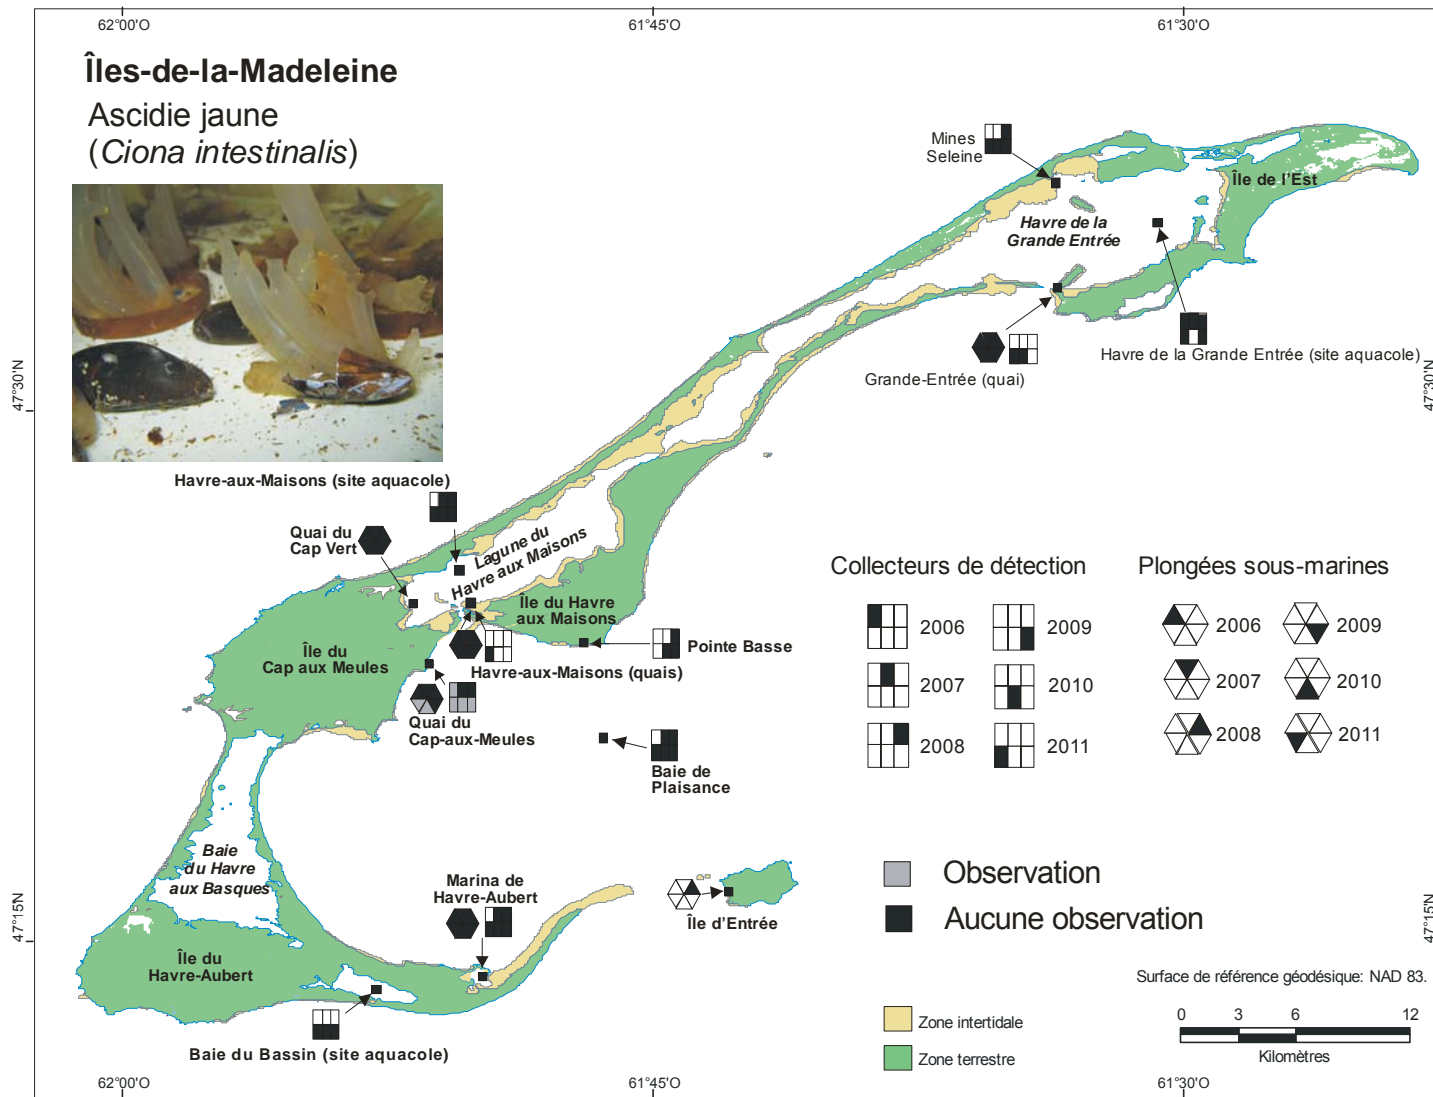 62°00'O
61°45'O
61°30'O
Îles-de-la-Madeleine
Ascidie jaune
(Ciona intestinalis)
Mines
Seleine
Île de l'Est
Havre de la
Grande Entrée
Havre de la Grande Entrée (site aquacole)
Grande-Entrée (quai)
47°30'N
47°30'N
Havre-aux-Maisons (site aquacole)
Quai du
Cap Vert
Lagune du
Havre aux Maisons
Île du Havre
aux Maisons
Île du
Cap aux Meules
Pointe Basse
Havre-aux-Maisons (quais)
Quai du
Cap-aux-Meules
Baie de
Plaisance
Collecteurs de détection
2006
2009
2007
2010
2008
2011
Plongées sous-marines
2006
2009
2007
2010
2008
2011
Observation
Aucune observation
Baie
du Havre
aux Basques
Marina de
Havre-Aubert
Île d'Entrée
47°15'N
47°15'N
Île du
Havre-Aubert
Baie du Bassin (site aquacole)
Surface de référence géodésique: NAD 83.
0 3 6 12
Kilomètres
Zone intertidale
Zone terrestre
62°00'O
61°45'O
61°30'O